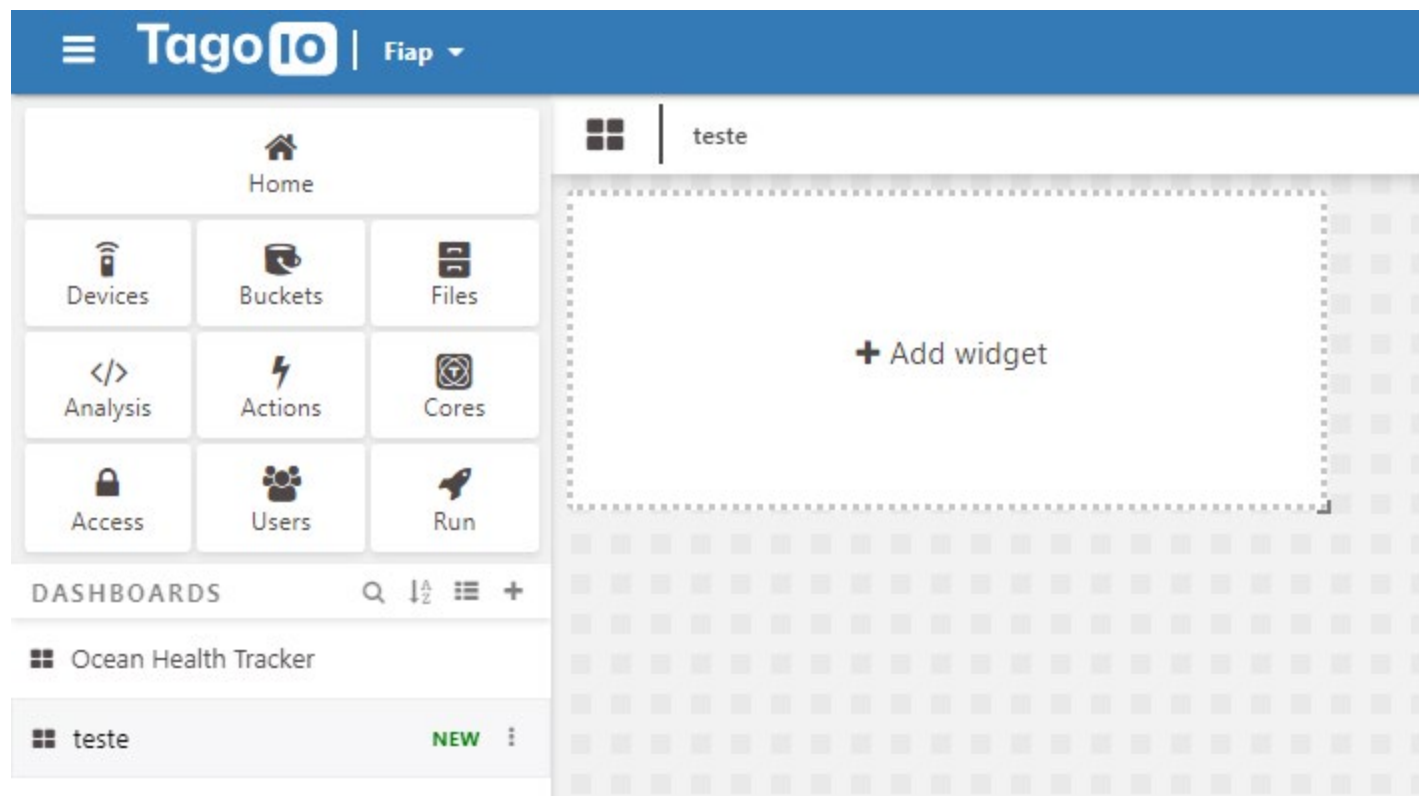 TagoIO | Fiap
Home
Devices Buckets Files
Analysis Actions Cores
Access Users Run
DASHBOARDS
Ocean Health Tracker
teste NEW
teste
+ Add widget